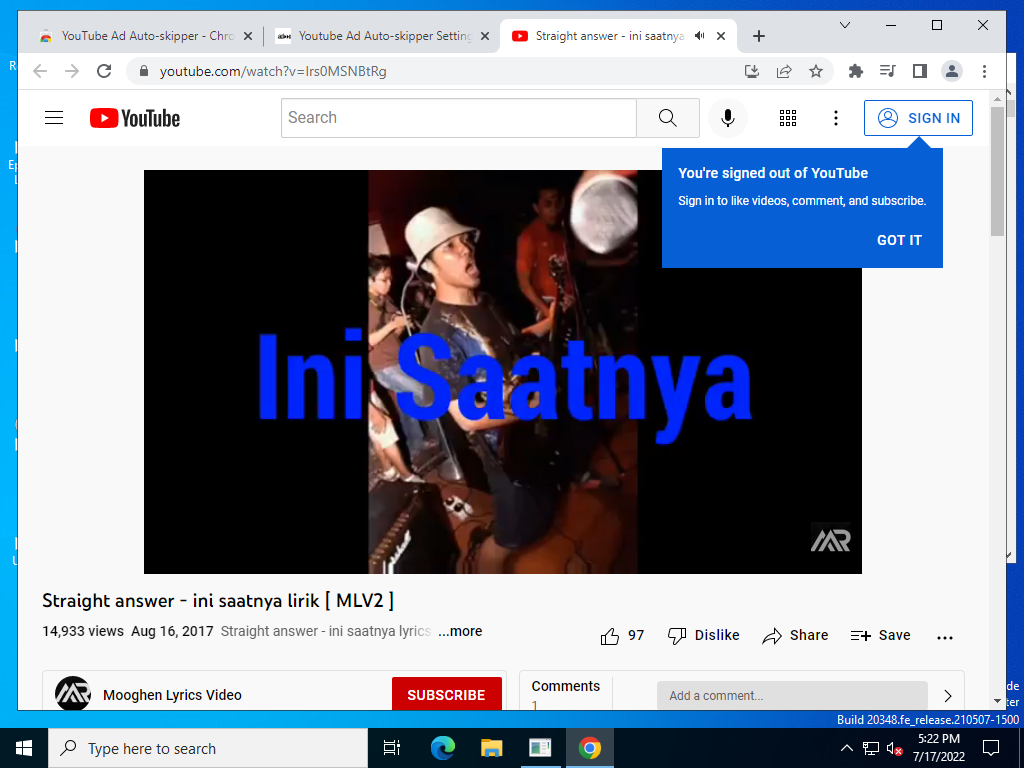 YouTube Ad Auto-skipper - Chro
Youtube Ad Auto-skipper Setting
Straight answer - ini saatnya
youtube.com/watch?v=Irs0MSNBtRg
YouTube
Search
SIGN IN
You're signed out of YouTube
Sign in to like videos, comment, and subscribe.
GOT IT
Ini Saatnya
Straight answer - ini saatnya lirik [ MLV2 ]
14,933 views Aug 16, 2017 Straight answer - ini saatnya lyrics ...more
97 Dislike Share Save
Mooghen Lyrics Video
SUBSCRIBE
Comments
1
Add a comment...
Build 20348.fe_release.210507-1500
Type here to search
5:22 PM
7/17/2022